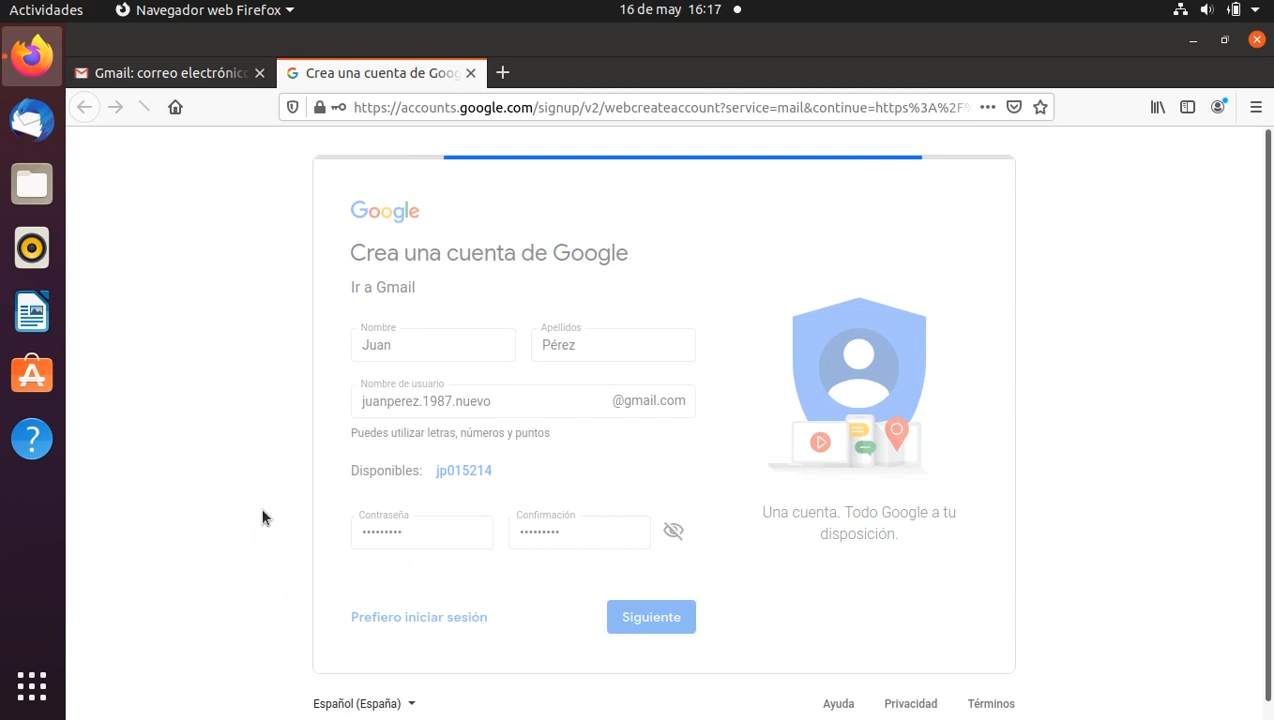 Actividades
Navegador web Firefox
16 de may 16:17
Gmail: correo electrónico
Crea una cuenta de Goog
https://accounts.google.com/signup/v2/webcreateaccount?service=mail&continue=https%3A%2F%
Google
Crea una cuenta de Google
Ir a Gmail
Nombre
Apellidos
Juan
Pérez
Nombre de usuario
juanperez.1987.nuevo
@gmail.com
Puedes utilizar letras, números y puntos
Disponibles: jp015214
Contraseña
Confirmación
•••••••••
•••••••••
Una cuenta. Todo Google a tu
disposición.
Prefiero iniciar sesión
Siguiente
Español (España)
Ayuda
Privacidad
Términos